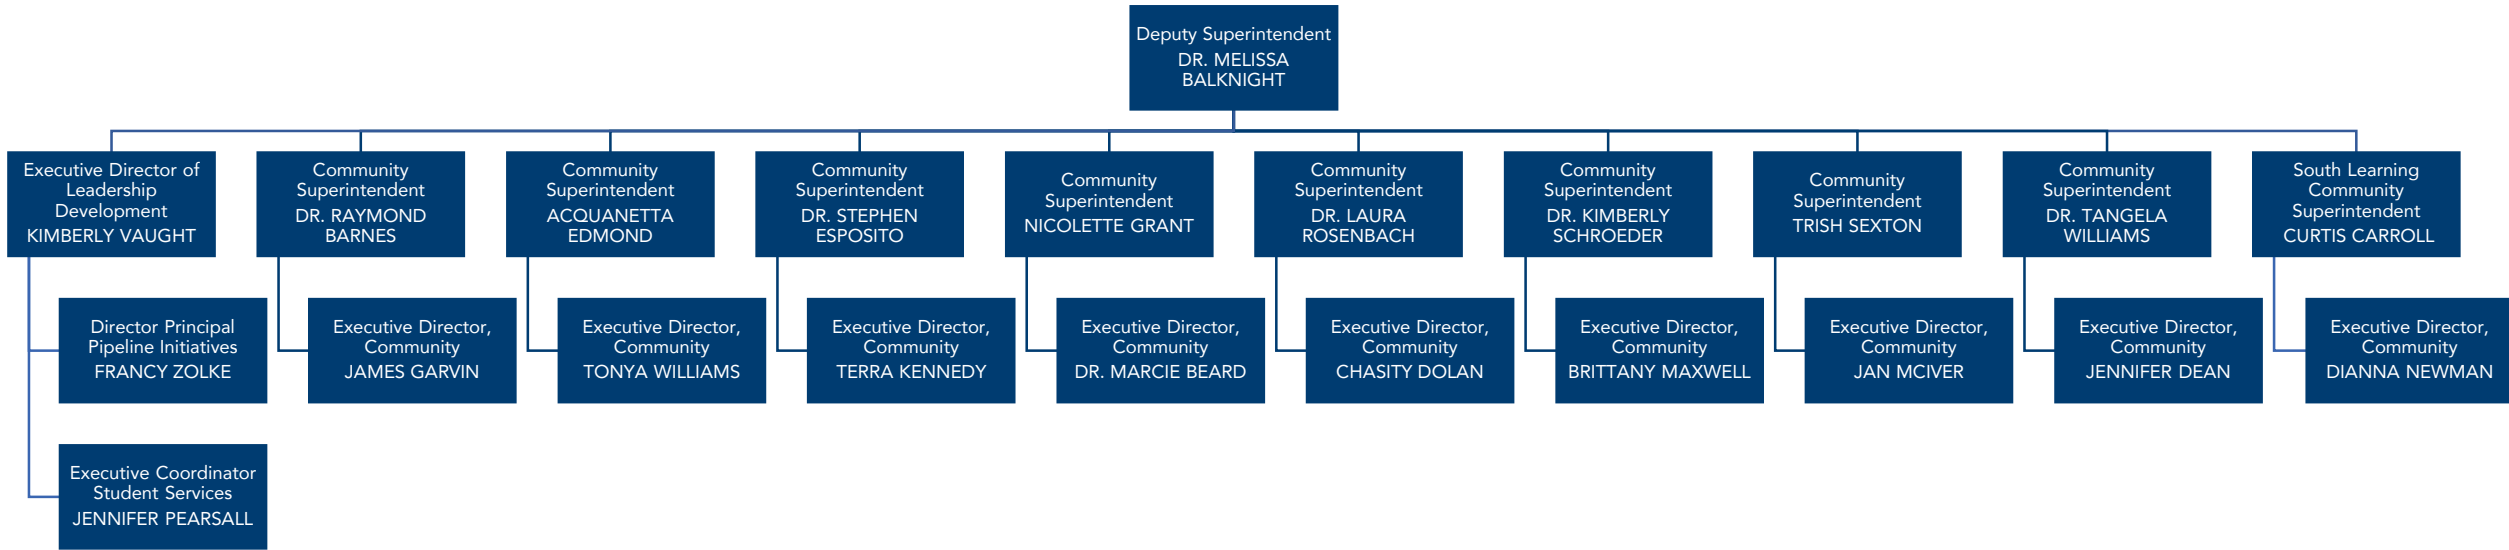 Deputy Superintendent
DR. MELISSA
BALKNIGHT
Executive Director of
Leadership
Development
KIMBERLY VAUGHT
Community
Superintendent
DR. RAYMOND
BARNES
Community
Superintendent
ACQUANETTA
EDMOND
Community
Superintendent
DR. STEPHEN
ESPOSITO
Community
Superintendent
NICOLETTE GRANT
Community
Superintendent
DR. LAURA
ROSENBACH
Community
Superintendent
DR. KIMBERLY
SCHROEDER
Community
Superintendent
TRISH SEXTON
Community
Superintendent
DR. TANGELA
WILLIAMS
South Learning
Community
Superintendent
CURTIS CARROLL
Director Principal
Pipeline Initiatives
FRANCY ZOLKE
Executive Director,
Community
JAMES GARVIN
Executive Director,
Community
TONYA WILLIAMS
Executive Director,
Community
TERRA KENNEDY
Executive Director,
Community
DR. MARCIE BEARD
Executive Director,
Community
CHASITY DOLAN
Executive Director,
Community
BRITTANY MAXWELL
Executive Director,
Community
JAN MCIVER
Executive Director,
Community
JENNIFER DEAN
Executive Director,
Community
DIANNA NEWMAN
Executive Coordinator
Student Services
JENNIFER PEARSALL